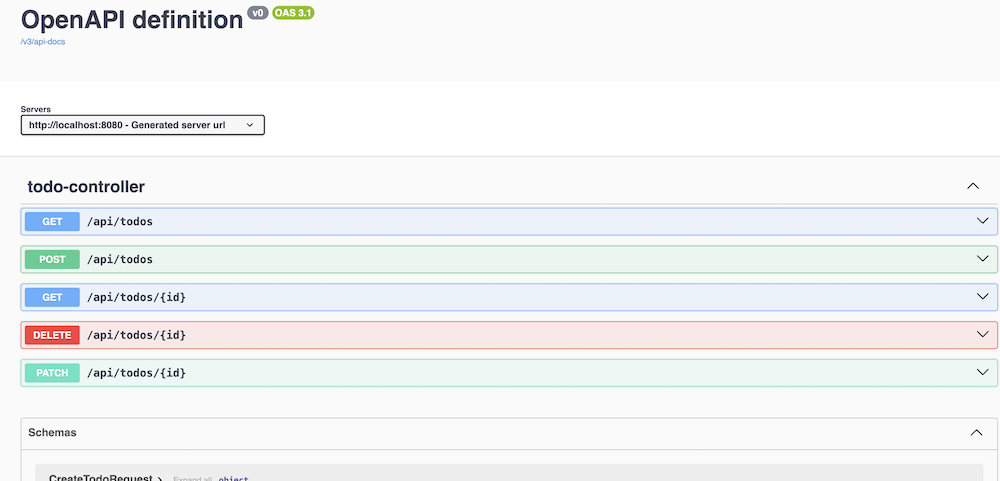 OpenAPI definition v0 OAS 3.1
/v3/api-docs
Servers
http://localhost:8080 - Generated server url
todo-controller
GET /api/todos
POST /api/todos
GET /api/todos/{id}
DELETE /api/todos/{id}
PATCH /api/todos/{id}
Schemas
CreateTodoRequest Expand all object